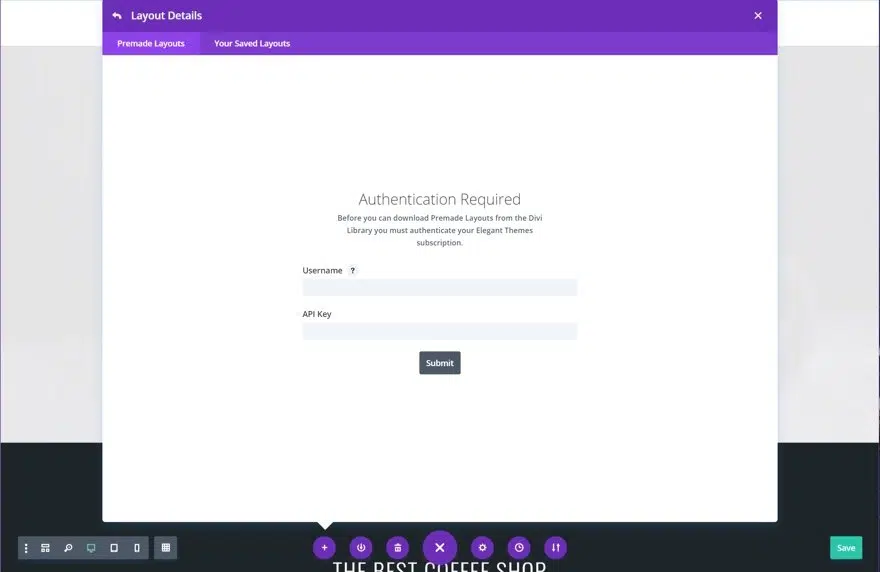 Layout Details
Premade Layouts
Your Saved Layouts
Authentication Required
Before you can download Premade Layouts from the Divi
Library you must authenticate your Elegant Themes
subscription.
Username ?
API Key
Submit
Save
THE BEST COFFEE SHOP